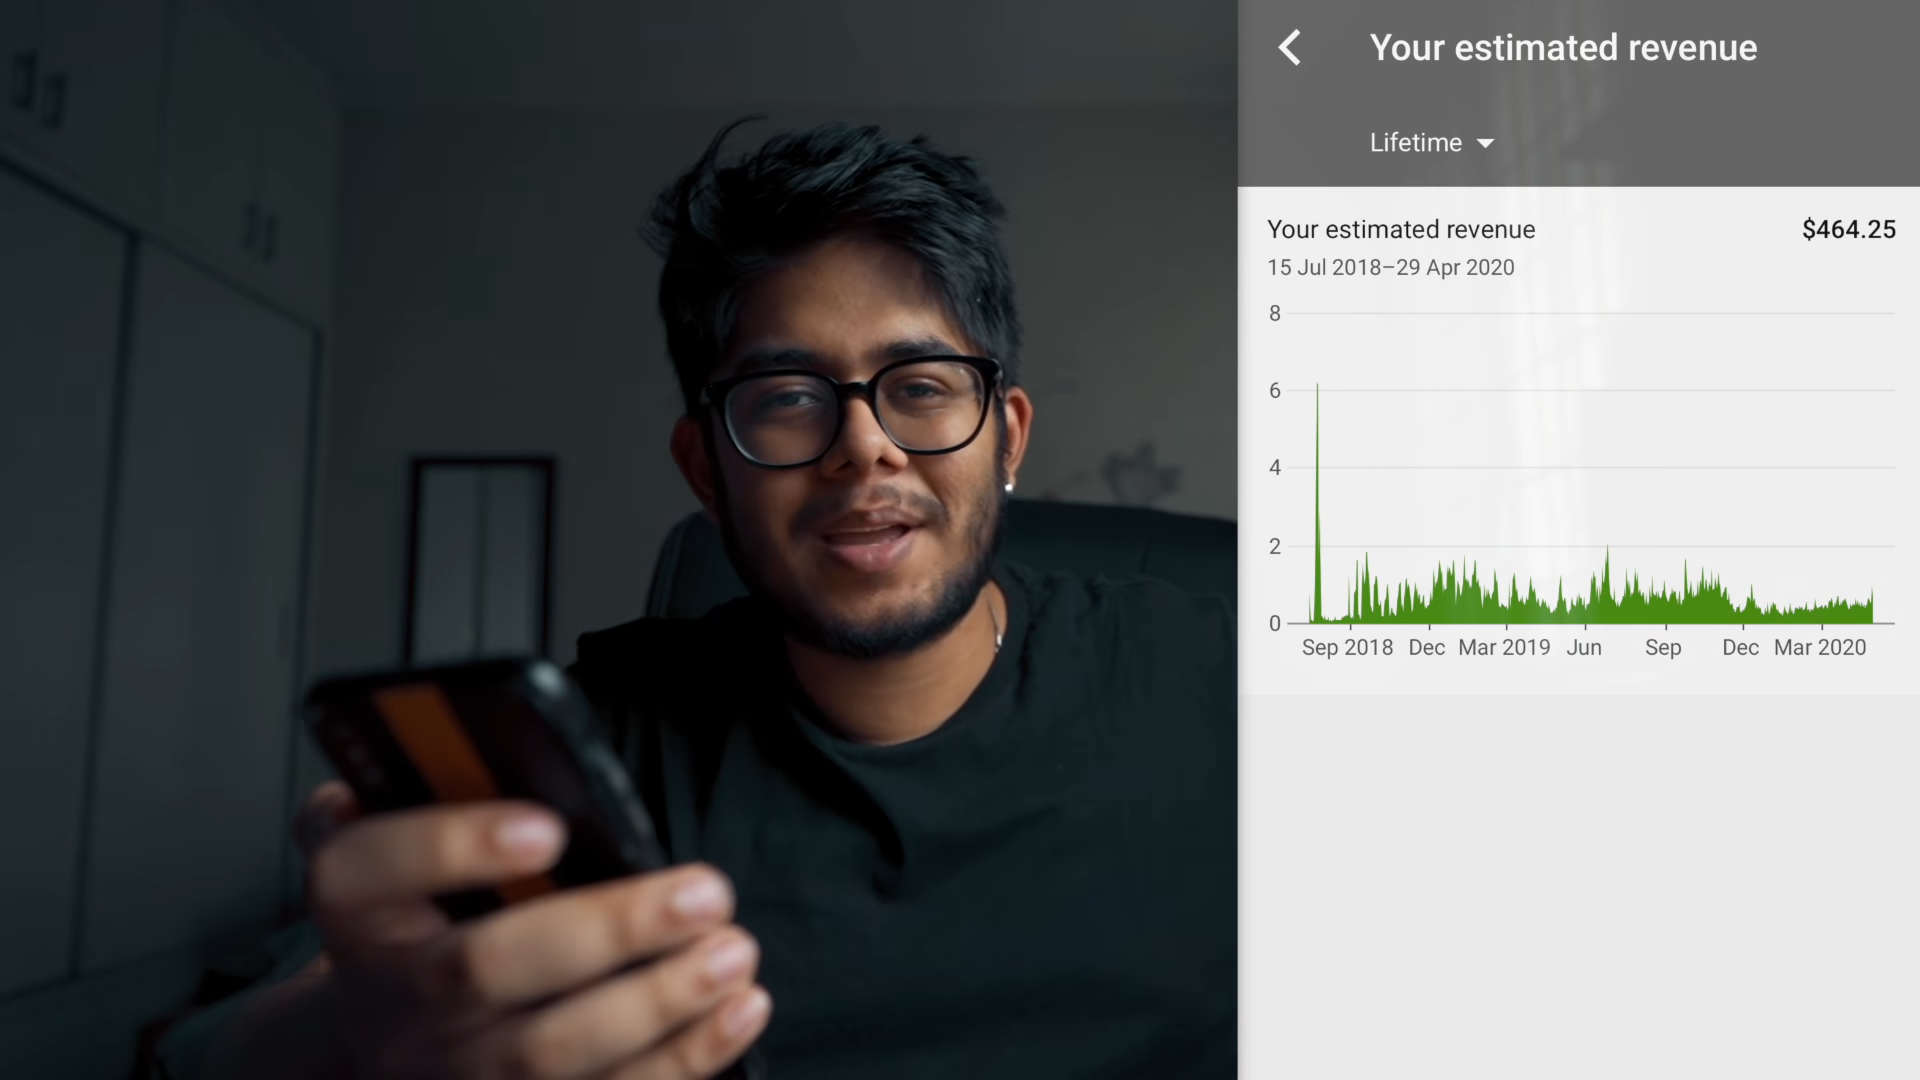 Your estimated revenue
Lifetime
Your estimated revenue $464.25
15 Jul 2018–29 Apr 2020
8
6
4
2
0
Sep 2018 Dec Mar 2019 Jun Sep Dec Mar 2020